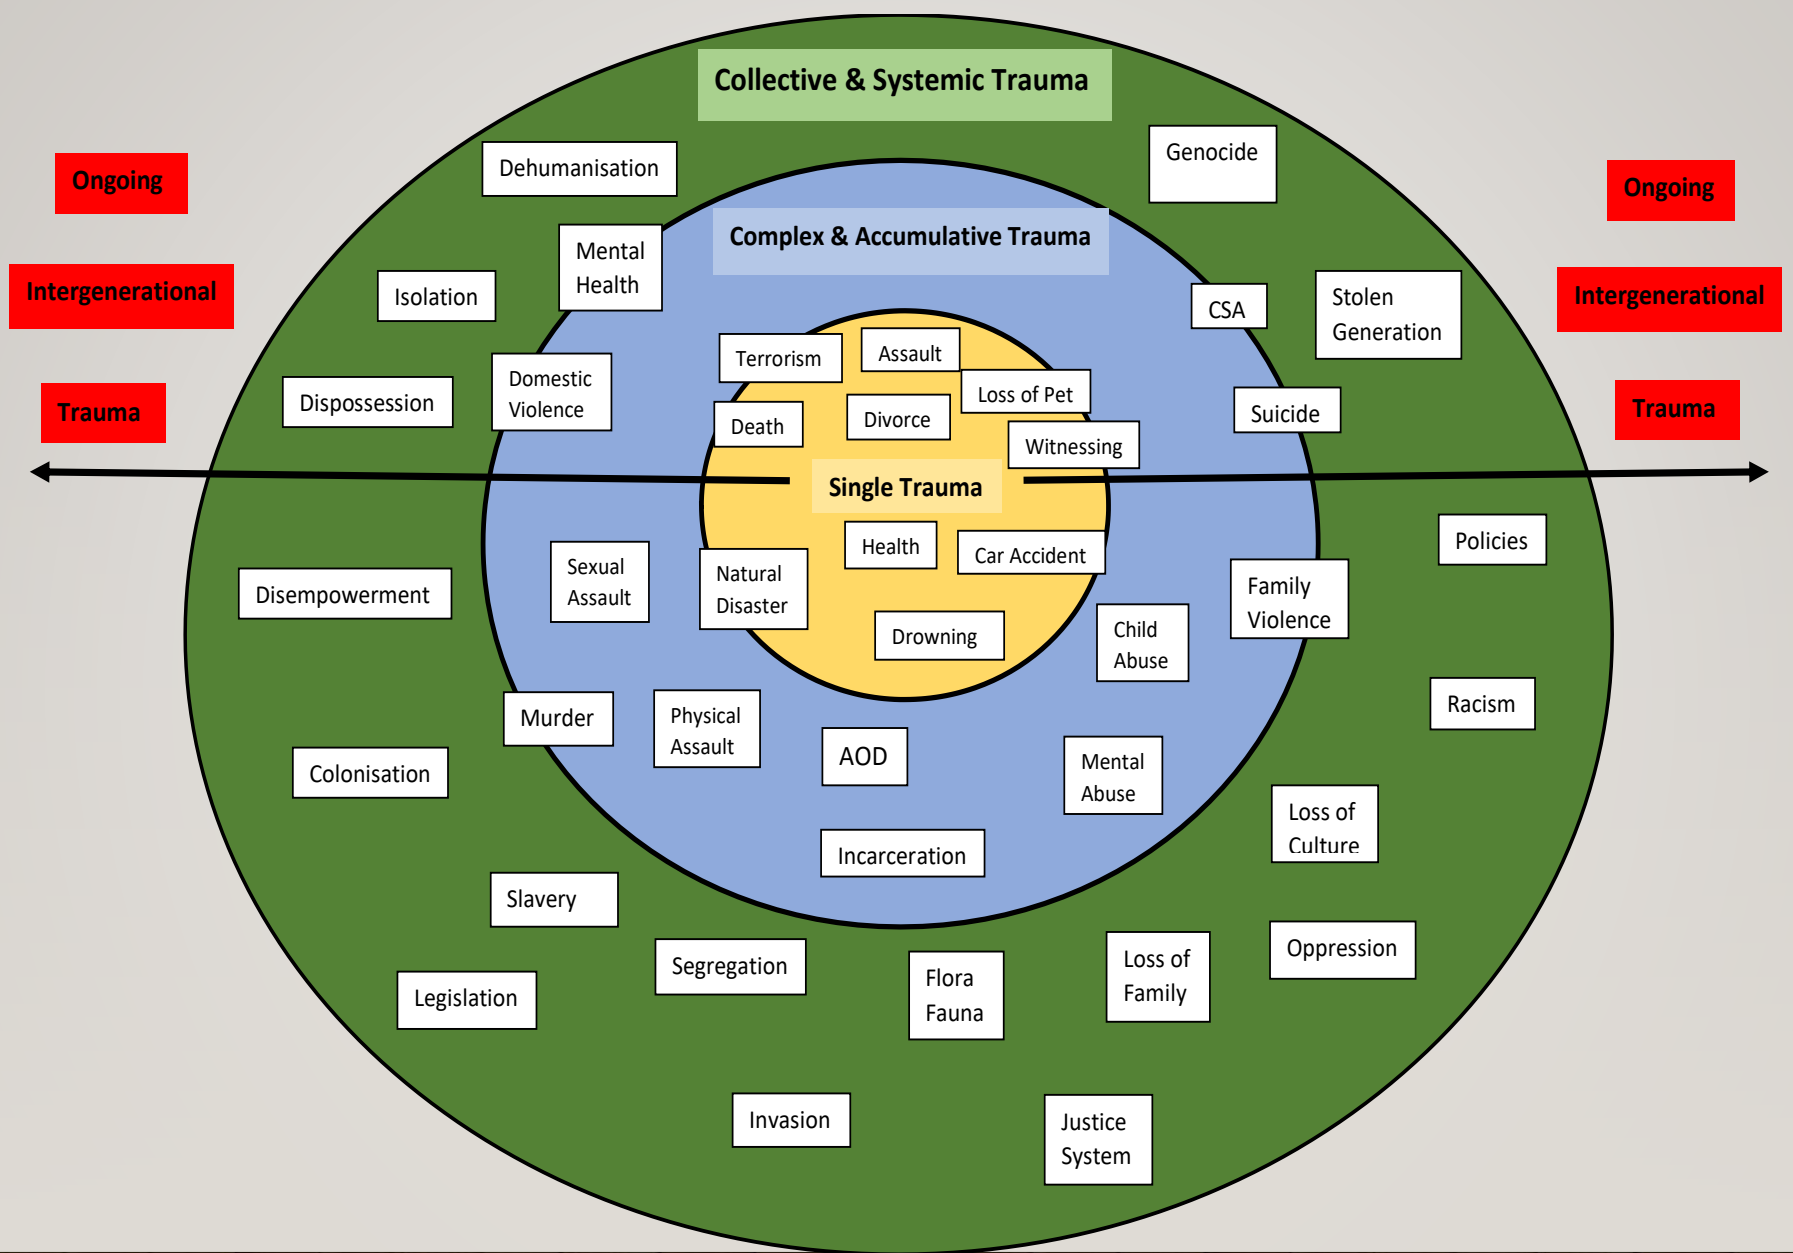 Collective & Systemic Trauma
Genocide
Dehumanisation
Ongoing
Ongoing
Complex & Accumulative Trauma
Mental
Health
Isolation
CSA
Stolen
Generation
Intergenerational
Intergenerational
Terrorism
Assault
Loss of Pet
Domestic
Violence
Dispossession
Death
Divorce
Witnessing
Suicide
Trauma
Trauma
Single Trauma
Health
Car Accident
Policies
Sexual
Assault
Natural
Disaster
Disempowerment
Family
Violence
Drowning
Child
Abuse
Murder
Physical
Assault
Racism
AOD
Mental
Abuse
Colonisation
Loss of
Culture
Incarceration
Slavery
Segregation
Flora
Fauna
Loss of
Family
Oppression
Legislation
Invasion
Justice
System